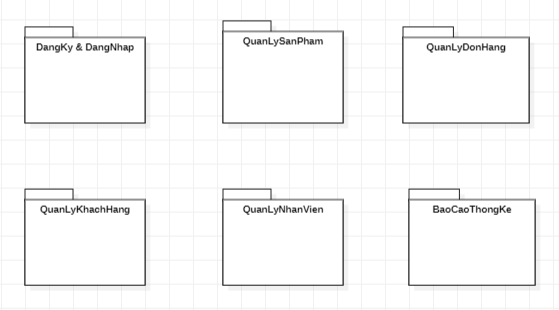 DangKy & DangNhap
QuanLySanPham
QuanLyDonHang
QuanLyKhachHang
QuanLyNhanVien
BaoCaoThongKe